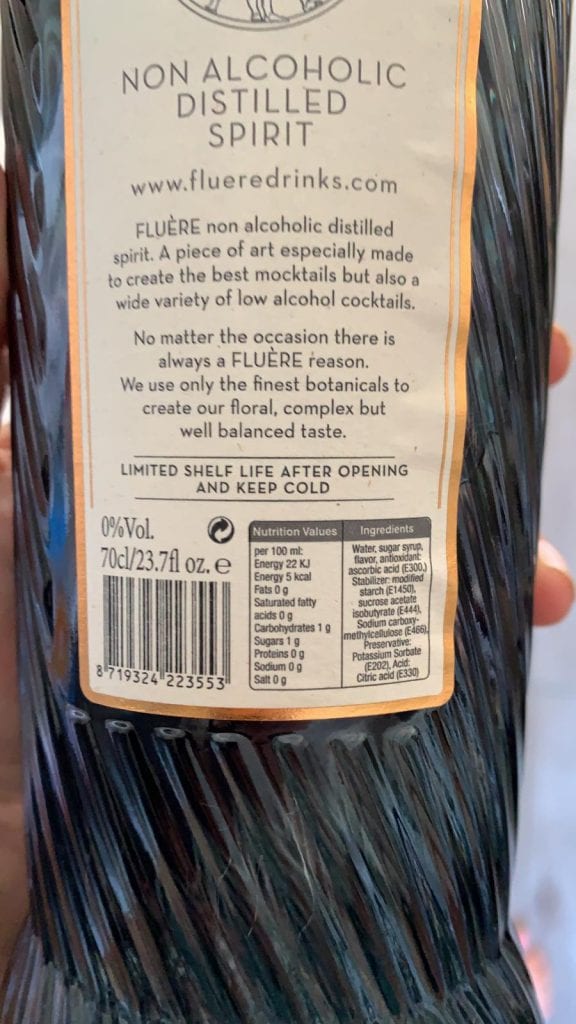 NON ALCOHOLIC
DISTILLED
SPIRIT
www.flueredrinks.com
FLUÈRE non alcoholic distilled
spirit. A piece of art especially made
to create the best mocktails but also a
wide variety of low alcohol cocktails.
No matter the occasion there is
always a FLUÈRE reason.
We use only the finest botanicals to
create our floral, complex but
well balanced taste.
LIMITED SHELF LIFE AFTER OPENING
AND KEEP COLD
0%Vol.
70cl/23.7fl oz. e
8 719324 223553
Nutrition Values
per 100 ml:
Energy 22 KJ
Energy 5 kcal
Fats 0 g
Saturated fatty
acids 0 g
Carbohydrates 1 g
Sugars 1 g
Proteins 0 g
Sodium 0 g
Salt 0 g
Ingredients
Water, sugar syrup,
flavor, antioxidant:
ascorbic acid (E300,)
Stabilizer: modified
starch (E1450),
sucrose acetate
isobutyrate (E444),
Sodium carboxy-
methylcellulose (E466),
Preservative:
Potassium Sorbate
(E202), Acid:
Citric acid (E330)